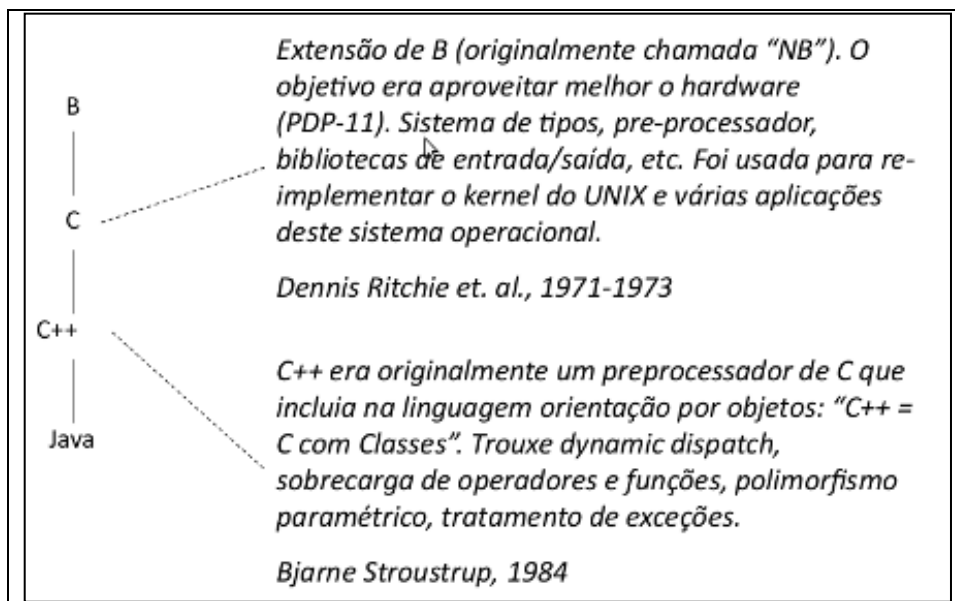 B
C
C++
Java
Extensão de B (originalmente chamada “NB”). O
objetivo era aproveitar melhor o hardware
(PDP-11). Sistema de tipos, pre-processador,
bibliotecas de entrada/saída, etc. Foi usada para re-
implementar o kernel do UNIX e várias aplicações
deste sistema operacional.
Dennis Ritchie et. al., 1971-1973
C++ era originalmente um preprocessador de C que
incluia na linguagem orientação por objetos: “C++ =
C com Classes”. Trouxe dynamic dispatch,
sobrecarga de operadores e funções, polimorfismo
paramétrico, tratamento de exceções.
Bjarne Stroustrup, 1984